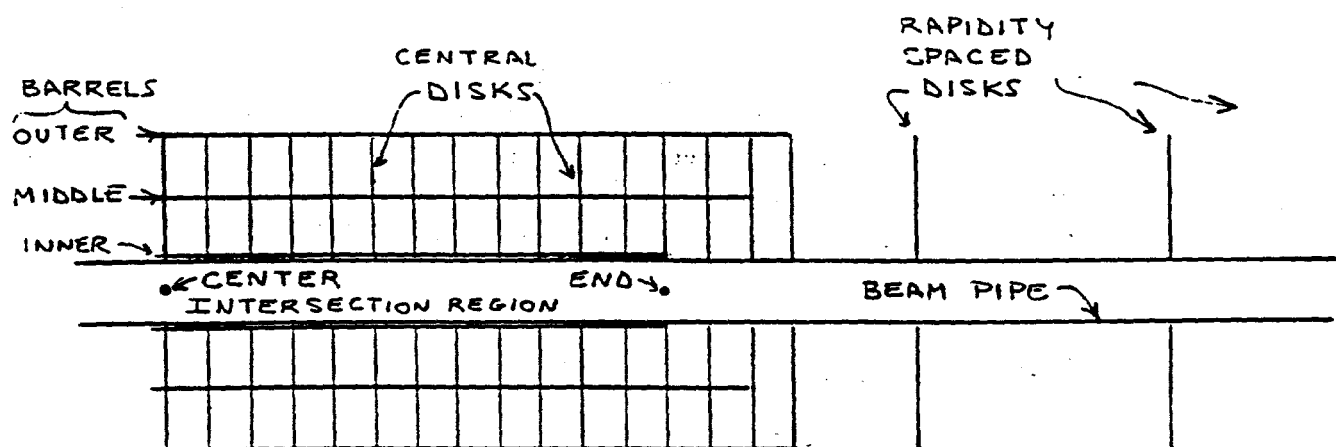 RAPIDITY
SPACED
DISKS
CENTRAL
DISKS
BARRELS
OUTER
MIDDLE
INNER
CENTER
END
INTERSECTION REGION
BEAM PIPE